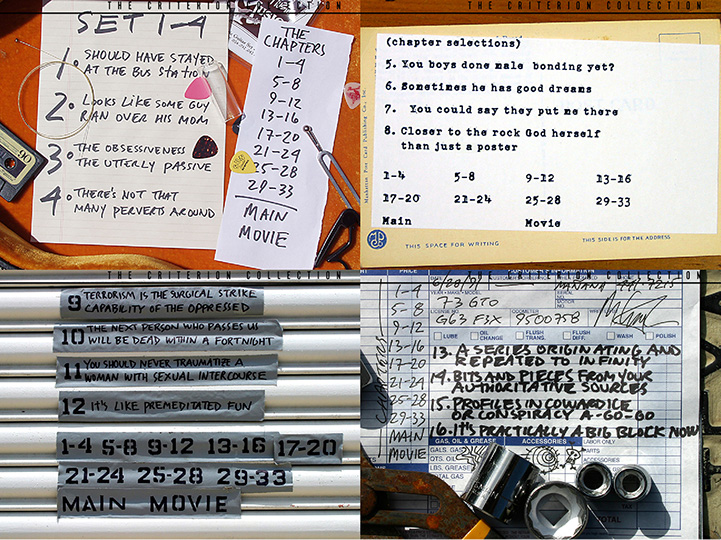 SET 1-4
1. SHOULD HAVE STAYED
AT THE BUS STATION
2. LOOKS LIKE SOME GUY
RAN OVER HIS MOM
3. THE OBSESSIVENESS
THE UTTERLY PASSIVE
4. THERE'S NOT THAT
MANY PERVERTS AROUND
90
THE CRITERION COLLECTION
THE
CHAPTERS
1-4
5-8
9-12
13-16
17-20
21-24
25-28
29-33
MAIN
MOVIE
THE CRITERION COLLECTION
(chapter selections)
5. You boys done male bonding yet?
6. Sometimes he has good dreams
7. You could say they put me there
8. Closer to the rock God herself
than just a poster
1-4 5-8 9-12 13-16
17-20 21-24 25-28 29-33
Main Movie
THIS SPACE FOR WRITING
THIS SIDE IS FOR THE ADDRESS
Manhattan Post Card Publishing Co., Inc.
THE CRITERION COLLECTION
9 TERRORISM IS THE SURGICAL STRIKE
CAPABILITY OF THE OPPRESSED
10 THE NEXT PERSON WHO PASSES US
WILL BE DEAD WITHIN A FORTNIGHT
11 YOU SHOULD NEVER TRAUMATIZE A
WOMAN WITH SEXUAL INTERCOURSE
12 IT'S LIKE PREMEDITATED FUN
1-4 5-8 9-12 13-16 17-20
21-24 25-28 29-33
MAIN MOVIE
THE CRITERION COLLECTION
PRICE
CUSTOMER INFORMATION
73 GTO
G63 F3X 950075B
LUBE OIL CHANGE FLUSH TRANS. FLUSH DIFF. WASH POLISH
CHAPTERS
1-4
5-8
9-12
13-16
17-20
21-24
25-28
29-33
MAIN
MOVIE
13. A SERIES ORIGINATING AND
REPEATED TO INFINITY
14. BITS AND PIECES FROM YOUR
AUTHORITATIVE SOURCES
15. PROFILES IN COWARDICE
OR CONSPIRACY A-GO-GO
16. IT'S PRACTICALLY A BIG BLOCK NOW
GAS, OIL & GREASE ACCESSORIES LABOR ONLY
GALS. GAS PARTS
QTS. OIL ACCESSORIES
LBS. GREASE
TOTAL